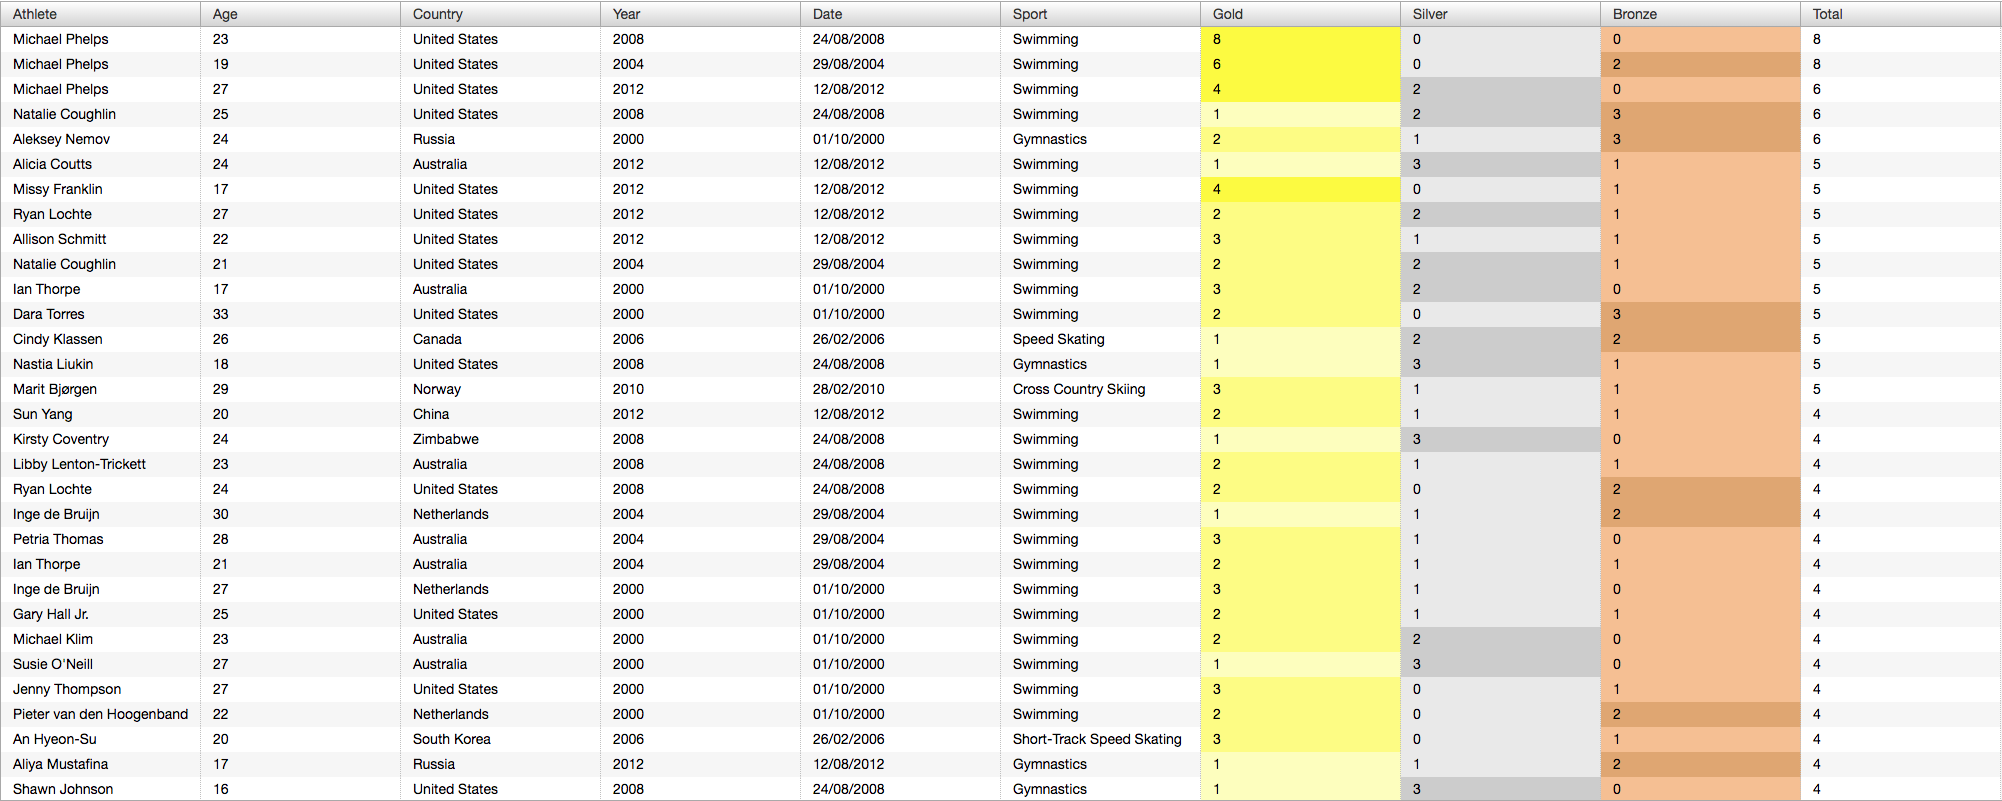 Athlete Age Country Year Date Sport Gold Silver Bronze Total
Michael Phelps 23 United States 2008 24/08/2008 Swimming 8 0 0 8
Michael Phelps 19 United States 2004 29/08/2004 Swimming 6 0 2 8
Michael Phelps 27 United States 2012 12/08/2012 Swimming 4 2 0 6
Natalie Coughlin 25 United States 2008 24/08/2008 Swimming 1 2 3 6
Aleksey Nemov 24 Russia 2000 01/10/2000 Gymnastics 2 1 3 6
Alicia Coutts 24 Australia 2012 12/08/2012 Swimming 1 3 1 5
Missy Franklin 17 United States 2012 12/08/2012 Swimming 4 0 1 5
Ryan Lochte 27 United States 2012 12/08/2012 Swimming 2 2 1 5
Allison Schmitt 22 United States 2012 12/08/2012 Swimming 3 1 1 5
Natalie Coughlin 21 United States 2004 29/08/2004 Swimming 2 2 1 5
Ian Thorpe 17 Australia 2000 01/10/2000 Swimming 3 2 0 5
Dara Torres 33 United States 2000 01/10/2000 Swimming 2 0 3 5
Cindy Klassen 26 Canada 2006 26/02/2006 Speed Skating 1 2 2 5
Nastia Liukin 18 United States 2008 24/08/2008 Gymnastics 1 3 1 5
Marit Bjørgen 29 Norway 2010 28/02/2010 Cross Country Skiing 3 1 1 5
Sun Yang 20 China 2012 12/08/2012 Swimming 2 1 1 4
Kirsty Coventry 24 Zimbabwe 2008 24/08/2008 Swimming 1 3 0 4
Libby Lenton-Trickett 23 Australia 2008 24/08/2008 Swimming 2 1 1 4
Ryan Lochte 24 United States 2008 24/08/2008 Swimming 2 0 2 4
Inge de Bruijn 30 Netherlands 2004 29/08/2004 Swimming 1 1 2 4
Petria Thomas 28 Australia 2004 29/08/2004 Swimming 3 1 0 4
Ian Thorpe 21 Australia 2004 29/08/2004 Swimming 2 1 1 4
Inge de Bruijn 27 Netherlands 2000 01/10/2000 Swimming 3 1 0 4
Gary Hall Jr. 25 United States 2000 01/10/2000 Swimming 2 1 1 4
Michael Klim 23 Australia 2000 01/10/2000 Swimming 2 2 0 4
Susie O'Neill 27 Australia 2000 01/10/2000 Swimming 1 3 0 4
Jenny Thompson 27 United States 2000 01/10/2000 Swimming 3 0 1 4
Pieter van den Hoogenband 22 Netherlands 2000 01/10/2000 Swimming 2 0 2 4
An Hyeon-Su 20 South Korea 2006 26/02/2006 Short-Track Speed Skating 3 0 1 4
Aliya Mustafina 17 Russia 2012 12/08/2012 Gymnastics 1 1 2 4
Shawn Johnson 16 United States 2008 24/08/2008 Gymnastics 1 3 0 4